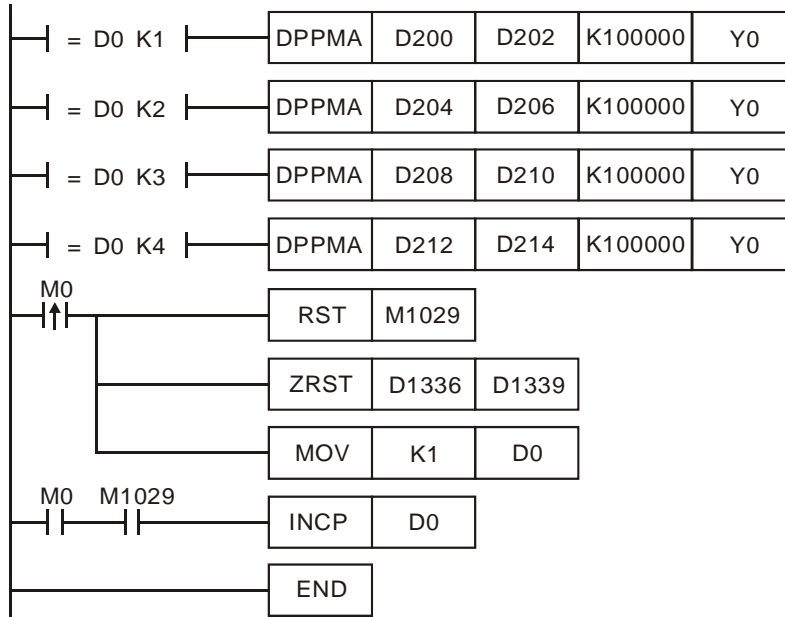 = D0 K1 DPPMA D200 D202 K100000 Y0
= D0 K2 DPPMA D204 D206 K100000 Y0
= D0 K3 DPPMA D208 D210 K100000 Y0
= D0 K4 DPPMA D212 D214 K100000 Y0
M0
RST M1029
ZRST D1336 D1339
MOV K1 D0
M0 M1029
INCP D0
END